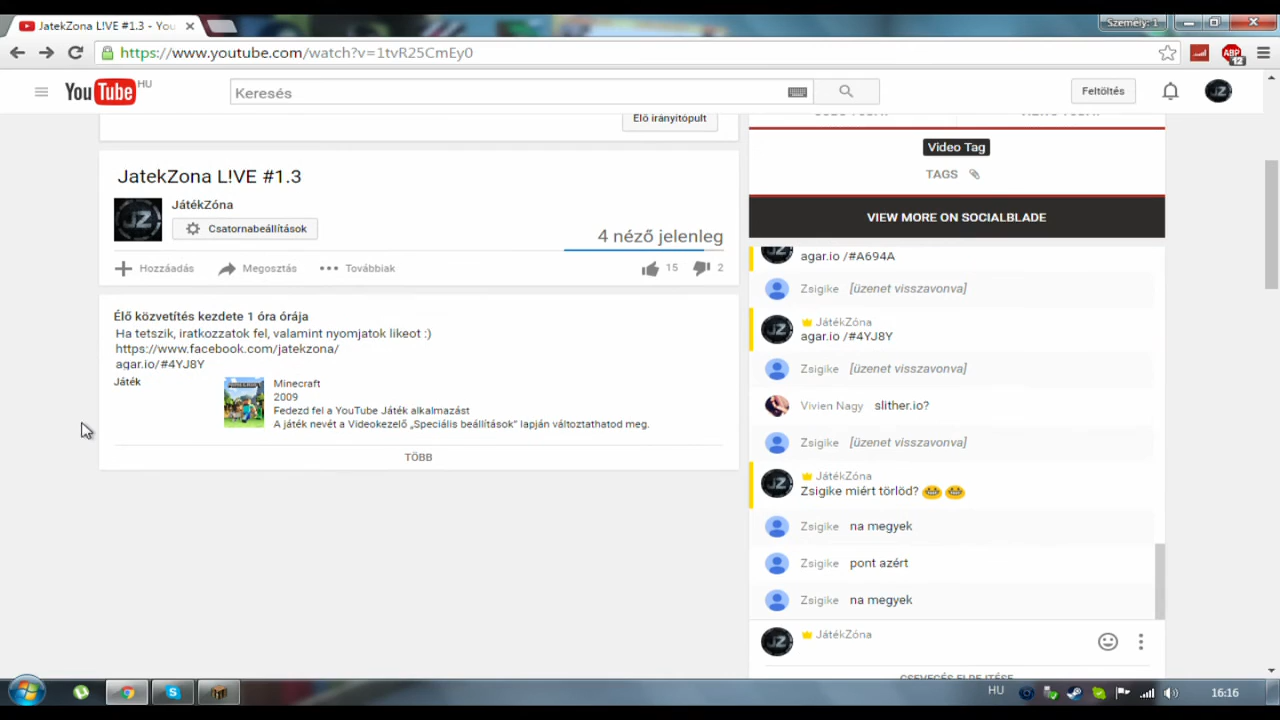 JatekZona L!VE #1.3 - You
Személy: 1
https://www.youtube.com/watch?v=1tvR25CmEy0
ABP
12
YouTube HU
Keresés
Feltöltés
JZ
Élő irányítópult
JatekZona L!VE #1.3
JZ
JátékZóna
Csatornabeállítások
4 néző jelenleg
Hozzáadás
Megosztás
Továbbiak
15
2
Élő közvetítés kezdete 1 óra órája
Ha tetszik, iratkozzatok fel, valamint nyomjatok likeot :)
https://www.facebook.com/jatekzona/
agar.io/#4YJ8Y
Játék
Minecraft
2009
Fedezd fel a YouTube Játék alkalmazást
A játék nevét a Videokezelő „Speciális beállítások” lapján változtathatod meg.
TÖBB
Video Tag
TAGS
VIEW MORE ON SOCIALBLADE
agar.io /#A694A
Zsigike [üzenet visszavonva]
JátékZóna
agar.io /#4YJ8Y
Zsigike [üzenet visszavonva]
Vivien Nagy slither.io?
Zsigike [üzenet visszavonva]
JátékZóna
Zsigike miért törlöd?
Zsigike na megyek
Zsigike pont azért
Zsigike na megyek
JátékZóna
CSEVEGÉS ELREJTÉSE
HU
16:16